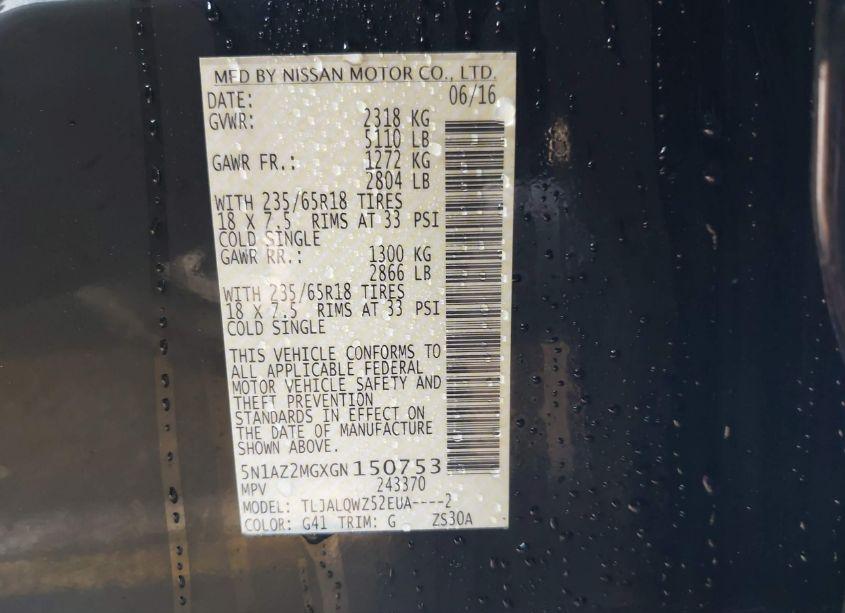 MFD BY NISSAN MOTOR CO., LTD.
DATE: 06/16
GVWR: 2318 KG
5110 LB
GAWR FR.: 1272 KG
2804 LB
WITH 235/65R18 TIRES
18 X 7.5 RIMS AT 33 PSI
COLD SINGLE
GAWR RR.: 1300 KG
2866 LB
WITH 235/65R18 TIRES
18 X 7.5 RIMS AT 33 PSI
COLD SINGLE
THIS VEHICLE CONFORMS TO
ALL APPLICABLE FEDERAL
MOTOR VEHICLE SAFETY AND
THEFT PREVENTION
STANDARDS IN EFFECT ON
THE DATE OF MANUFACTURE
SHOWN ABOVE.
5N1AZ2MGXGN150753
MPV 243370
MODEL: TLJALQWZ52EUA----2
COLOR: G41 TRIM: G ZS30A